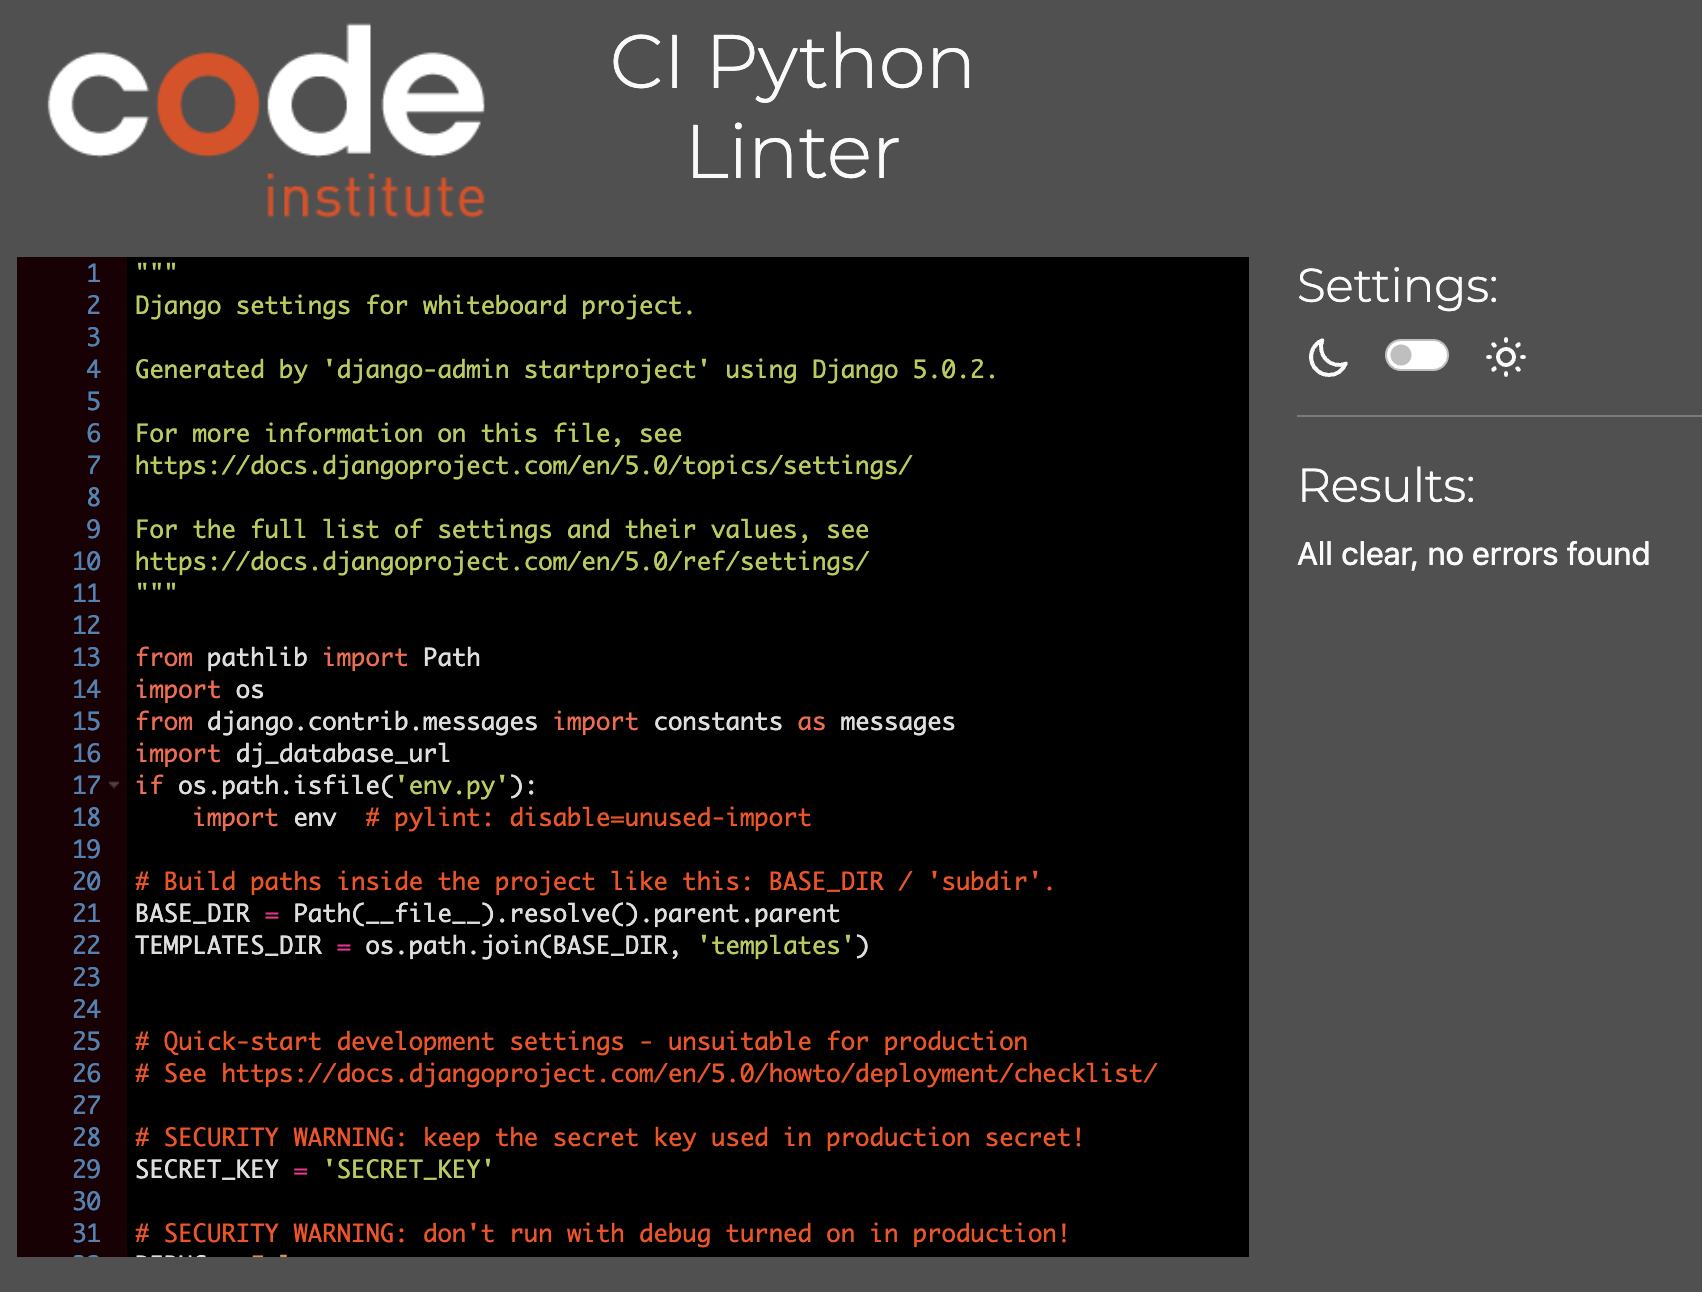 code
institute
CI Python
Linter
1 """
2 Django settings for whiteboard project.
3
4 Generated by 'django-admin startproject' using Django 5.0.2.
5
6 For more information on this file, see
7 https://docs.djangoproject.com/en/5.0/topics/settings/
8
9 For the full list of settings and their values, see
10 https://docs.djangoproject.com/en/5.0/ref/settings/
11 """
12
13 from pathlib import Path
14 import os
15 from django.contrib.messages import constants as messages
16 import dj_database_url
17 if os.path.isfile('env.py'):
18     import env  # pylint: disable=unused-import
19
20 # Build paths inside the project like this: BASE_DIR / 'subdir'.
21 BASE_DIR = Path(__file__).resolve().parent.parent
22 TEMPLATES_DIR = os.path.join(BASE_DIR, 'templates')
23
24
25 # Quick-start development settings - unsuitable for production
26 # See https://docs.djangoproject.com/en/5.0/howto/deployment/checklist/
27
28 # SECURITY WARNING: keep the secret key used in production secret!
29 SECRET_KEY = 'SECRET_KEY'
30
31 # SECURITY WARNING: don't run with debug turned on in production!
Settings:
Results:
All clear, no errors found